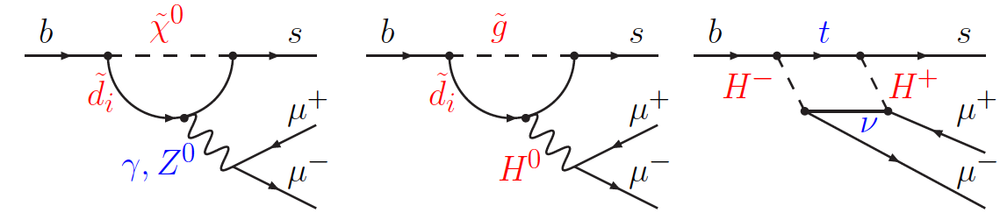 b χ̃⁰ s
d̃ᵢ
μ⁺
γ, Z⁰
μ⁻
b g̃ s
d̃ᵢ
μ⁺
H⁰
μ⁻
b t s
H⁻ H⁺
μ⁺
ν
μ⁻